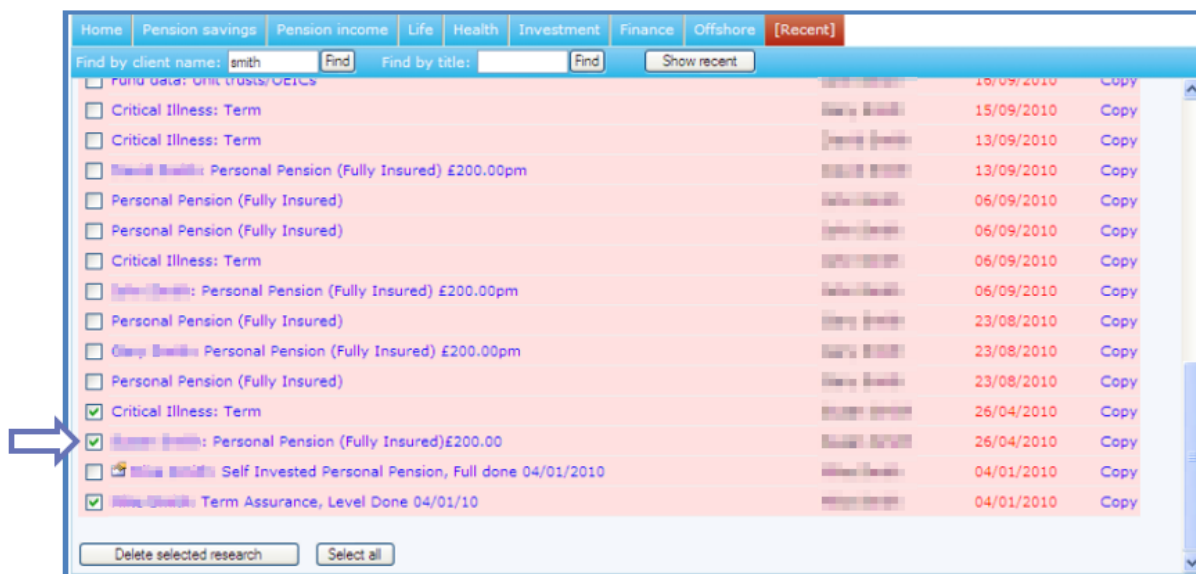 Home Pension savings Pension income Life Health Investment Finance Offshore [Recent]
Find by client name: smith Find Find by title: Find Show recent
Fund data: Unit trusts/OEICs 16/09/2010 Copy
Critical Illness: Term 15/09/2010 Copy
Critical Illness: Term 13/09/2010 Copy
Personal Pension (Fully Insured) £200.00pm 13/09/2010 Copy
Personal Pension (Fully Insured) 06/09/2010 Copy
Personal Pension (Fully Insured) 06/09/2010 Copy
Critical Illness: Term 06/09/2010 Copy
: Personal Pension (Fully Insured) £200.00pm 06/09/2010 Copy
Personal Pension (Fully Insured) 23/08/2010 Copy
Personal Pension (Fully Insured) £200.00pm 23/08/2010 Copy
Personal Pension (Fully Insured) 23/08/2010 Copy
Critical Illness: Term 26/04/2010 Copy
: Personal Pension (Fully Insured)£200.00 26/04/2010 Copy
Self Invested Personal Pension, Full done 04/01/2010 04/01/2010 Copy
Term Assurance, Level Done 04/01/10 04/01/2010 Copy
Delete selected research Select all